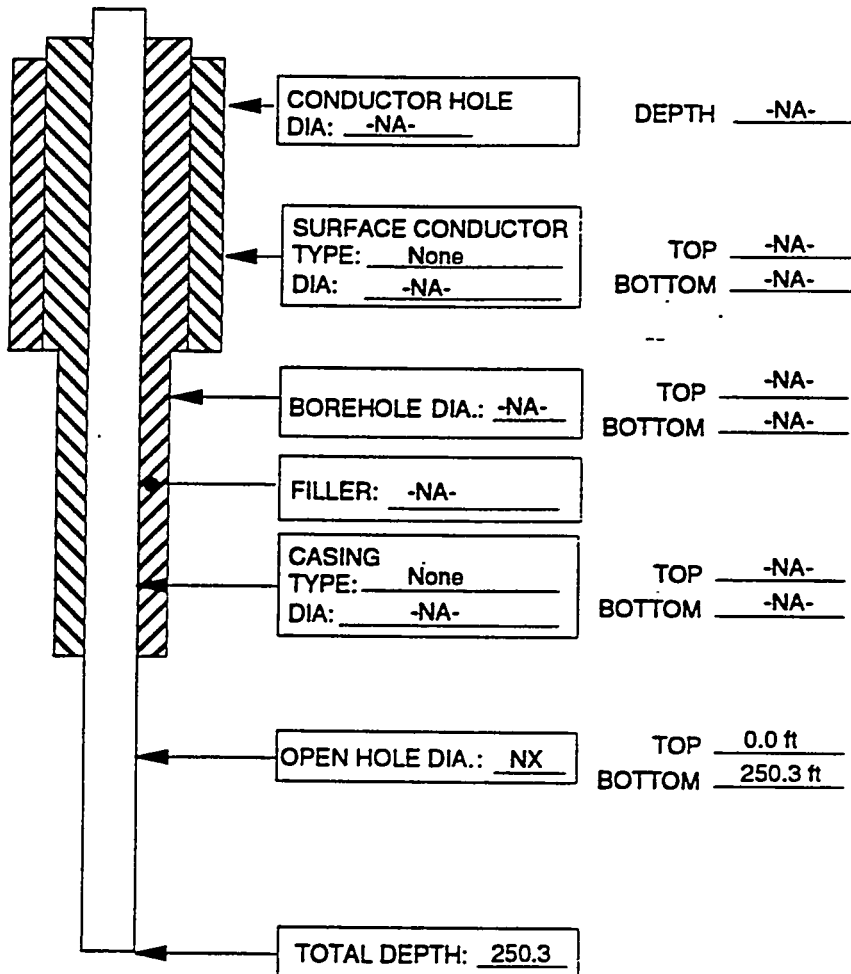 CONDUCTOR HOLE
DIA: -NA-
DEPTH -NA-
SURFACE CONDUCTOR
TYPE: None
DIA: -NA-
TOP -NA-
BOTTOM -NA-
BOREHOLE DIA.: -NA-
TOP -NA-
BOTTOM -NA-
FILLER: -NA-
CASING
TYPE: None
DIA: -NA-
TOP -NA-
BOTTOM -NA-
OPEN HOLE DIA.: NX
TOP 0.0 ft
BOTTOM 250.3 ft
TOTAL DEPTH: 250.3